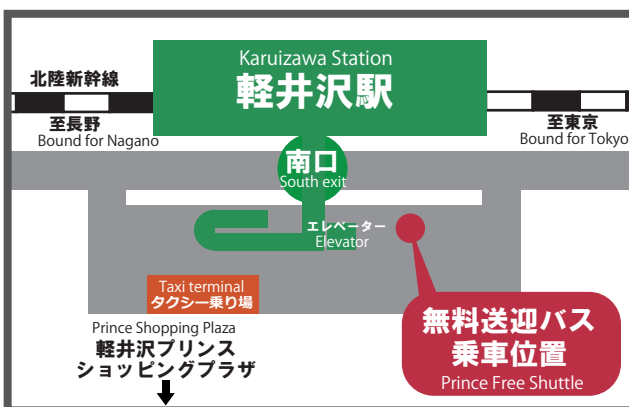 Karuizawa Station
軽井沢駅
北陸新幹線
至長野
Bound for Nagano
至東京
Bound for Tokyo
南口
South exit
エレベーター
Elevator
Taxi terminal
タクシー乗り場
Prince Shopping Plaza
軽井沢プリンス
ショッピングプラザ
無料送迎バス
乗車位置
Prince Free Shuttle